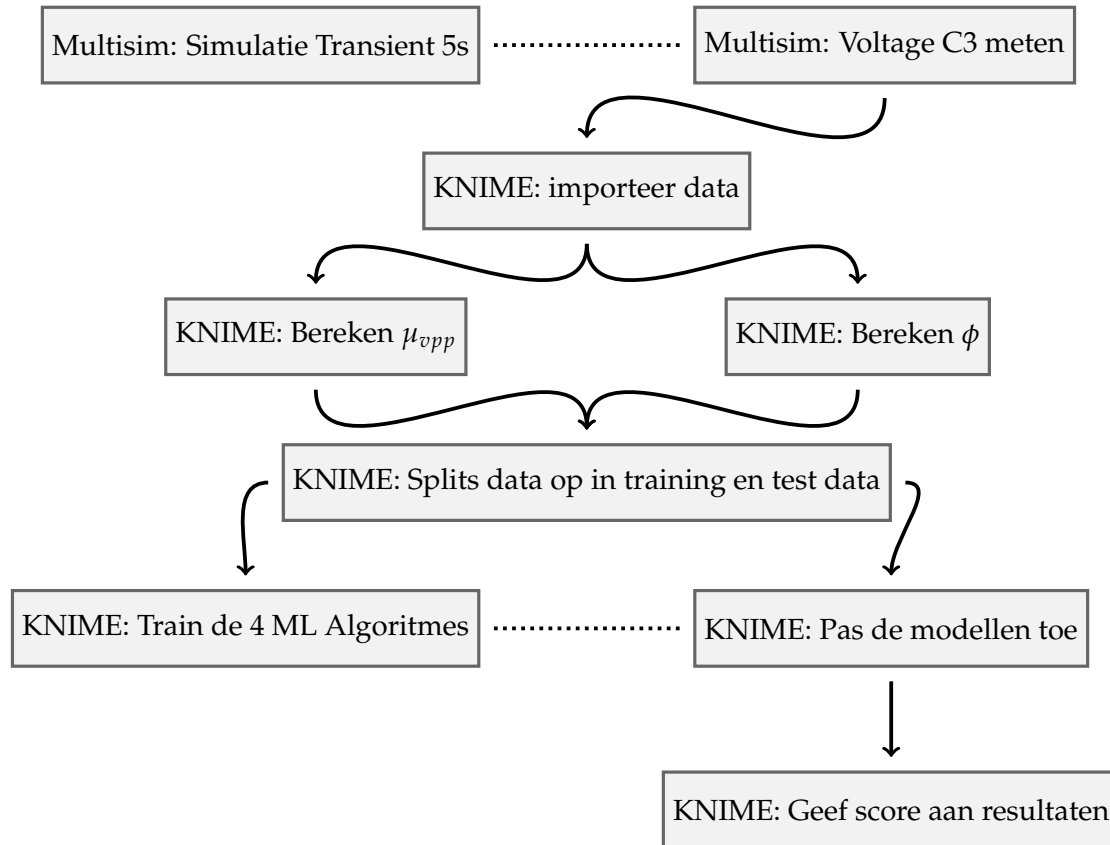 Multisim: Simulatie Transient 5s
Multisim: Voltage C3 meten
KNIME: importeer data
KNIME: Bereken μ_vpp
KNIME: Bereken ϕ
KNIME: Splits data op in training en test data
KNIME: Train de 4 ML Algoritmes
KNIME: Pas de modellen toe
KNIME: Geef score aan resultaten